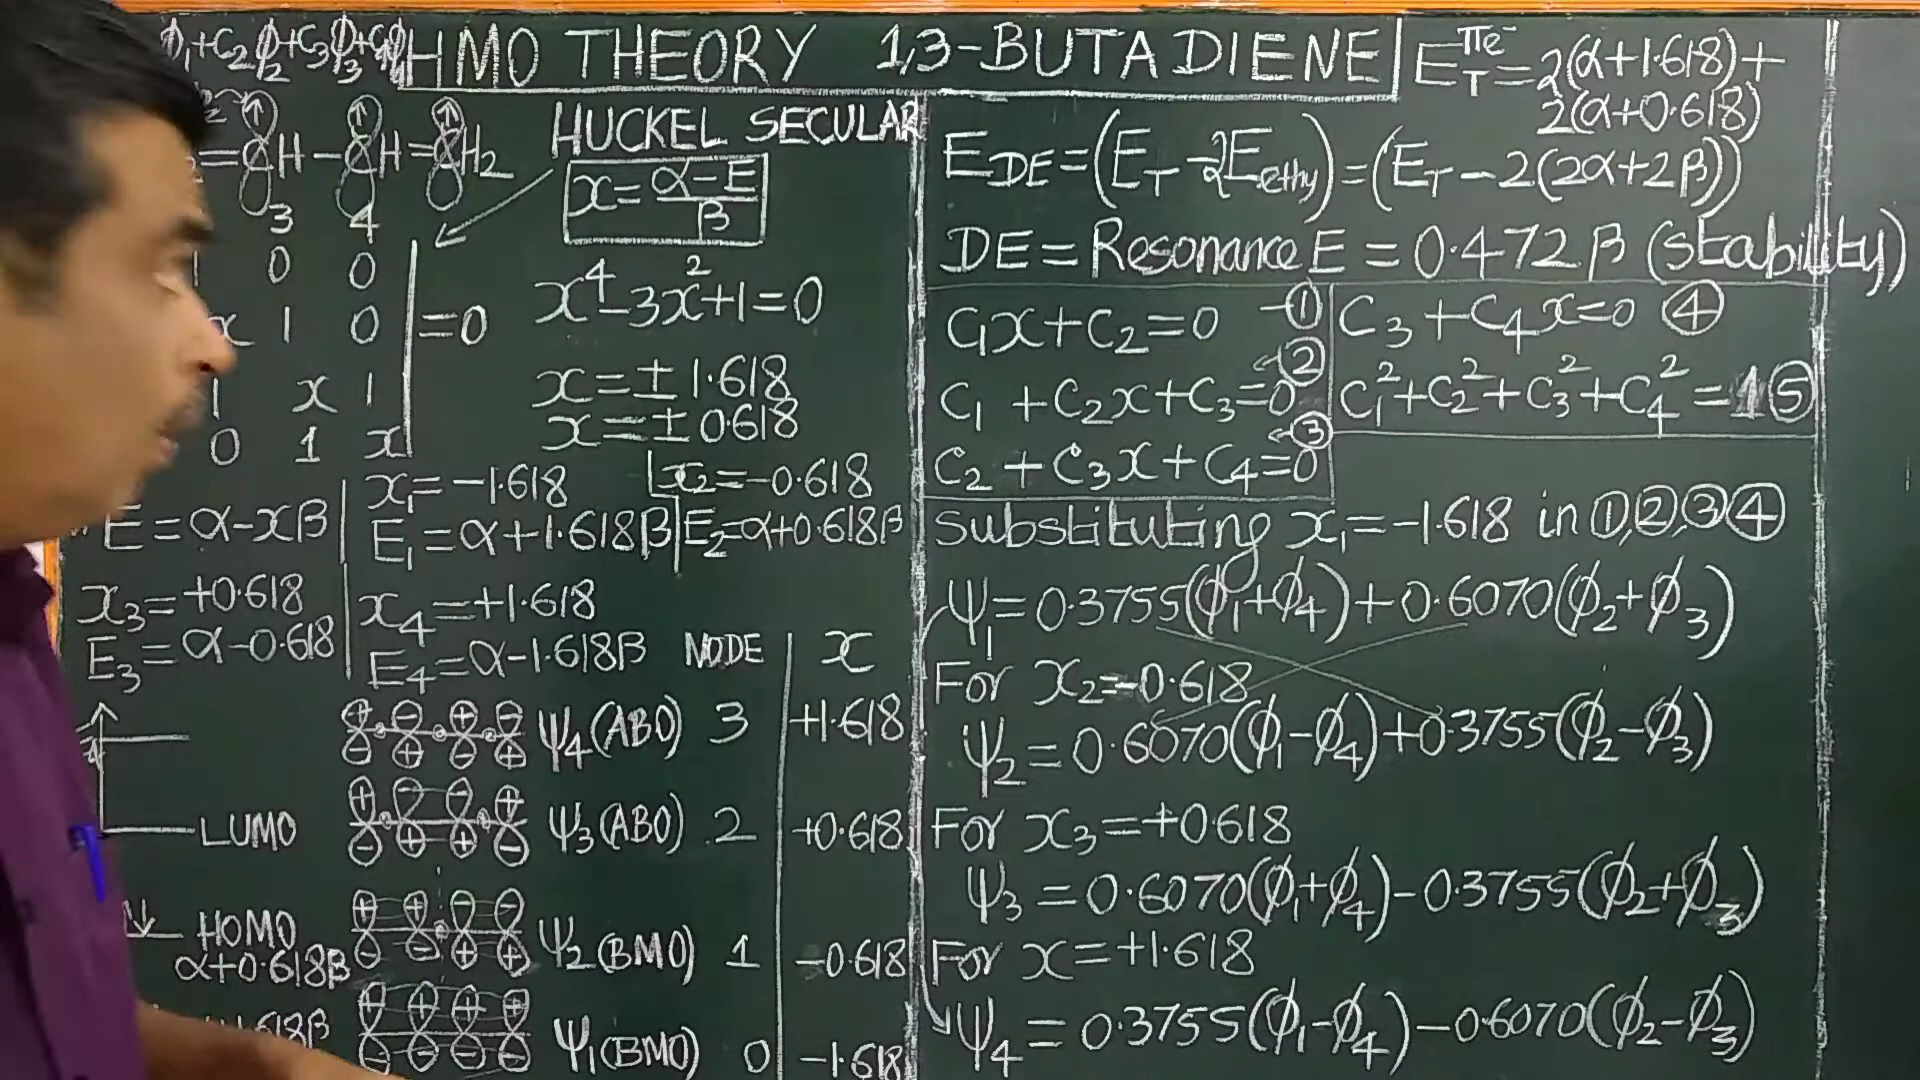 ϕ1+C2ϕ2+C3ϕ3+C4ϕ4
HMO THEORY 1,3-BUTADIENE
CH-CH=CH2
3 4
HUCKEL SECULAR
x=α-E/β
1 0 0
x 1 0
1 x 1
0 1 x
=0
x⁴-3x²+1=0
x=±1.618
x=±0.618
E=α-xβ
x1=-1.618
E1=α+1.618β
x2=-0.618
E2=α+0.618β
x3=+0.618
E3=α-0.618
x4=+1.618
E4=α-1.618β
NODE x
ψ4(ABO) 3 +1.618
LUMO ψ3(ABO) 2 +0.618
HOMO ψ2(BMO) 1 -0.618
α+0.618β
1.618β ψ1(BMO) 0 -1.618
E_T^πe⁻=2(α+1.618)+
2(α+0.618)
E_DE=(E_T-2E_ethy)=(E_T-2(2α+2β))
DE=Resonance E=0.472β (stability)
C1x+C2=0 -①
C1+C2x+C3=0 ②
C2+C3x+C4=0 ③
C3+C4x=0 ④
C1²+C2²+C3²+C4²=1 ⑤
Substituting x1=-1.618 in ①,②,③④
ψ1=0.3755(ϕ1+ϕ4)+0.6070(ϕ2+ϕ3)
For x2=-0.618
ψ2=0.6070(ϕ1-ϕ4)+0.3755(ϕ2-ϕ3)
For x3=+0.618
ψ3=0.6070(ϕ1+ϕ4)-0.3755(ϕ2+ϕ3)
For x=+1.618
ψ4=0.3755(ϕ1-ϕ4)-0.6070(ϕ2-ϕ3)